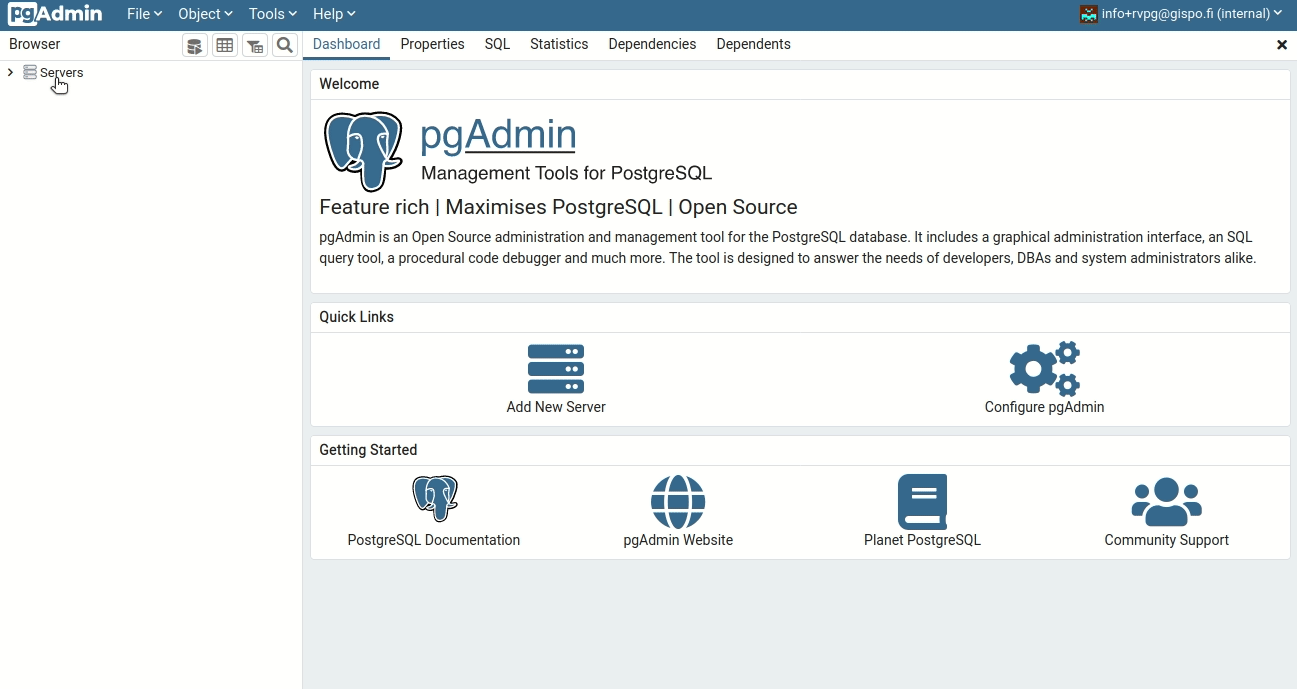 pgAdmin File Object Tools Help info+rvpg@gispo.fi (internal)
Browser Dashboard Properties SQL Statistics Dependencies Dependents
Servers
Welcome
pgAdmin
Management Tools for PostgreSQL
Feature rich | Maximises PostgreSQL | Open Source
pgAdmin is an Open Source administration and management tool for the PostgreSQL database. It includes a graphical administration interface, an SQL
query tool, a procedural code debugger and much more. The tool is designed to answer the needs of developers, DBAs and system administrators alike.
Quick Links
Add New Server Configure pgAdmin
Getting Started
PostgreSQL Documentation pgAdmin Website Planet PostgreSQL Community Support